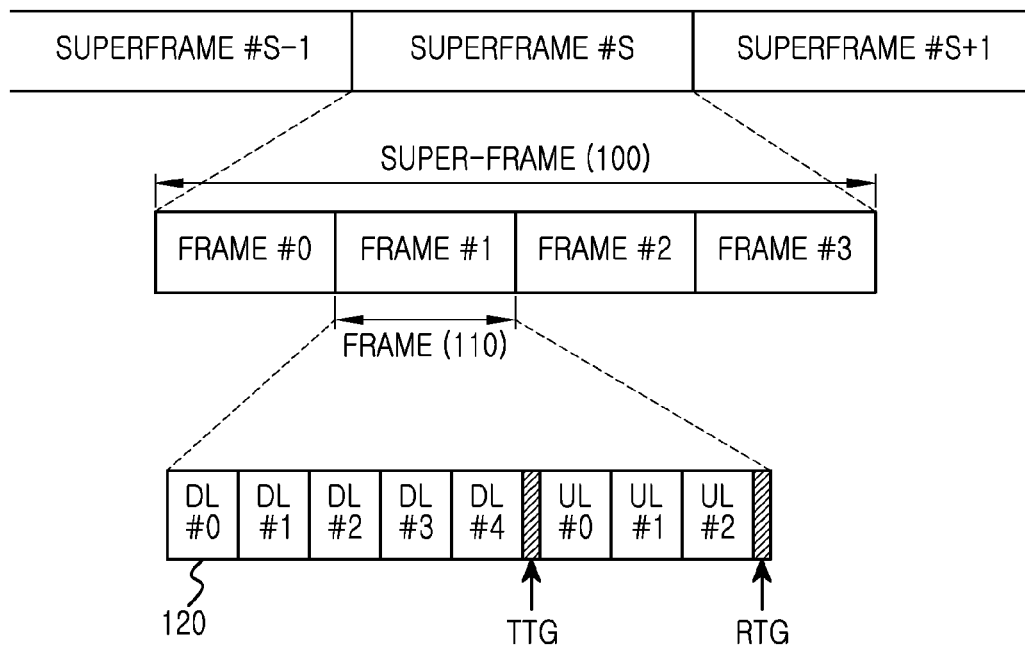 SUPERFRAME #S-1 SUPERFRAME #S SUPERFRAME #S+1
SUPER-FRAME (100)
FRAME #0 FRAME #1 FRAME #2 FRAME #3
FRAME (110)
DL #0 DL #1 DL #2 DL #3 DL #4 UL #0 UL #1 UL #2
120 TTG RTG